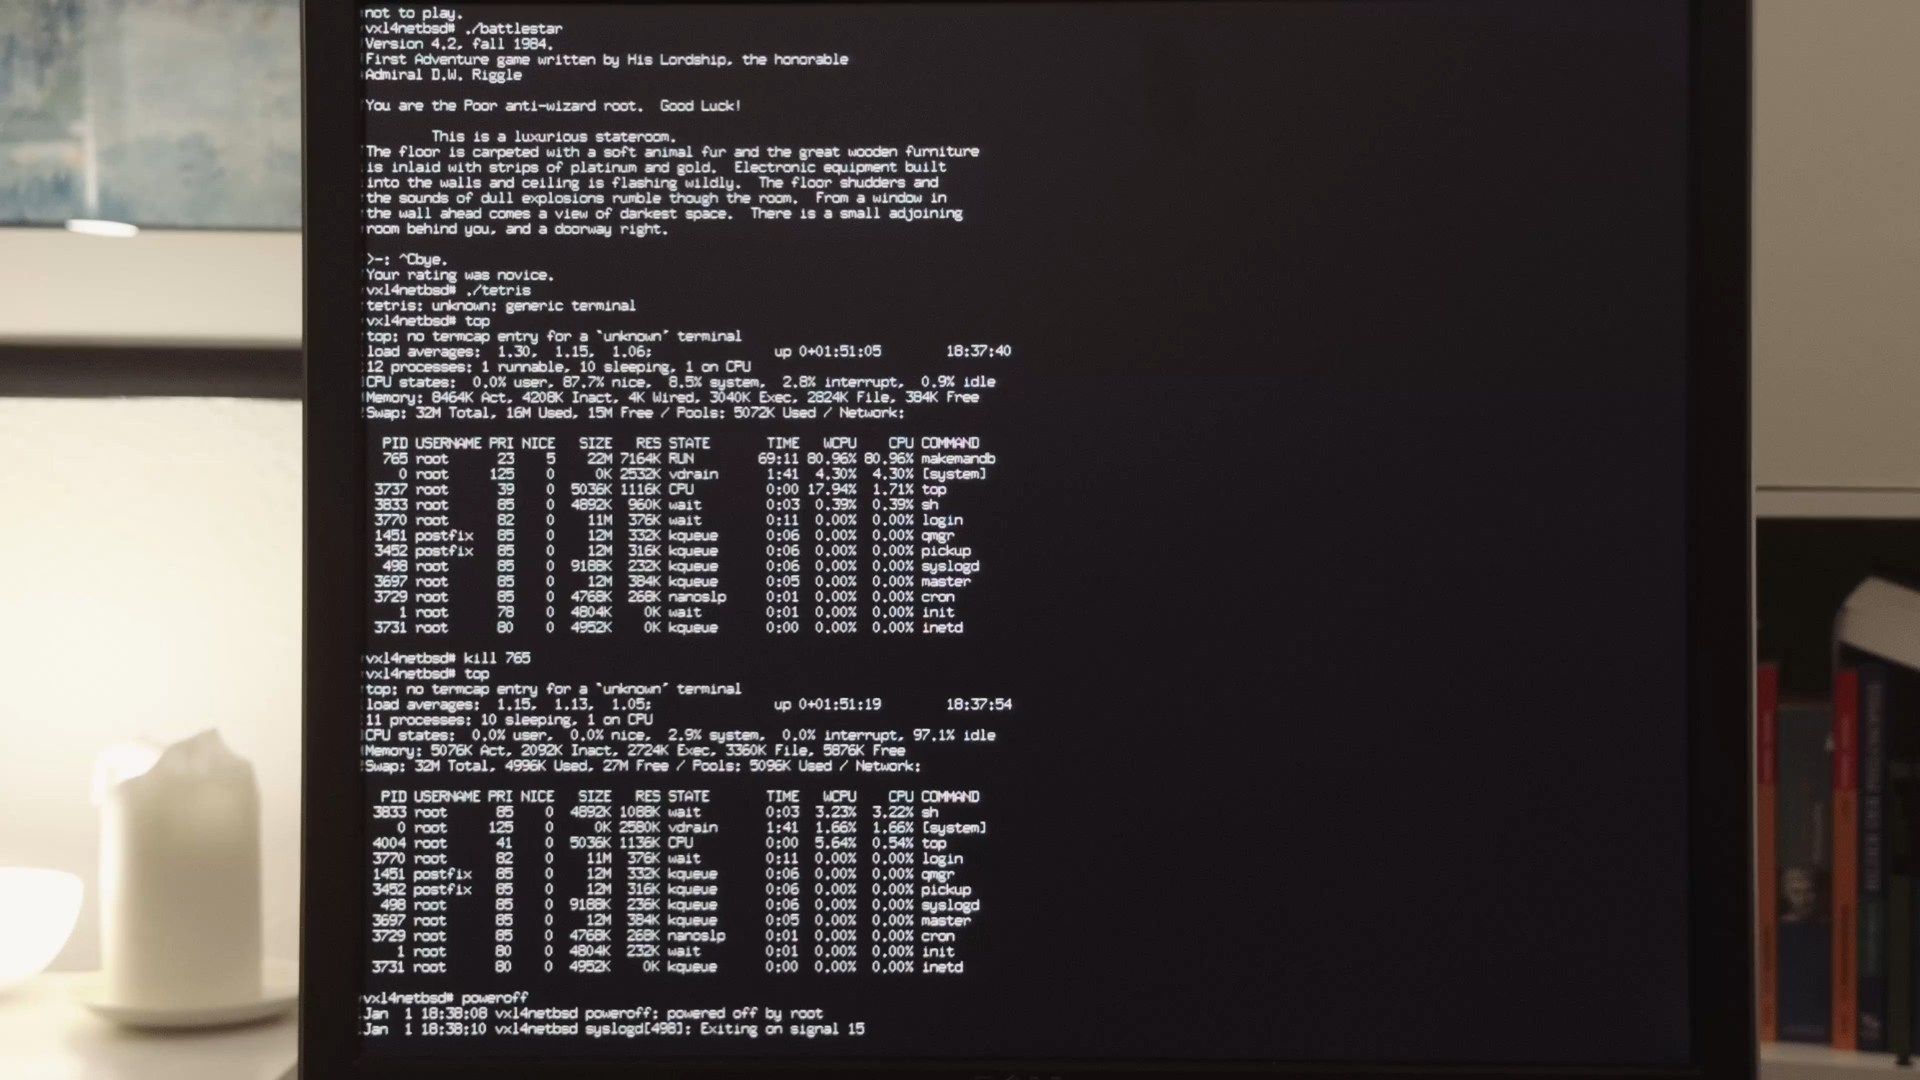 not to play.
vxl4netbsd# ./battlestar
Version 4.2, fall 1984.
First Adventure game written by His Lordship, the honorable
Admiral D.W. Riggle
You are the Poor anti-wizard root.  Good Luck!
This is a luxurious stateroom.
The floor is carpeted with a soft animal fur and the great wooden furniture
is inlaid with strips of platinum and gold.  Electronic equipment built
into the walls and ceiling is flashing wildly.  The floor shudders and
the sounds of dull explosions rumble though the room.  From a window in
the wall ahead comes a view of darkest space.  There is a small adjoining
room behind you, and a doorway right.
>-: ^Cbye.
Your rating was novice.
vxl4netbsd# ./tetris
tetris: unknown: generic terminal
vxl4netbsd# top
top: no termcap entry for a `unknown' terminal
load averages:  1.30,  1.15,  1.06;               up 0+01:51:05        18:37:40
12 processes: 1 runnable, 10 sleeping, 1 on CPU
CPU states:  0.0% user, 87.7% nice,  8.5% system,  2.8% interrupt,  0.9% idle
Memory: 8464K Act, 4208K Inact, 4K Wired, 3040K Exec, 2824K File, 384K Free
Swap: 32M Total, 16M Used, 15M Free / Pools: 5072K Used / Network:
PID USERNAME PRI NICE   SIZE   RES STATE       TIME   WCPU    CPU COMMAND
765 root      23    5    22M 7164K RUN        69:11 80.96% 80.96% makemandb
0 root     125    0     0K 2532K vdrain      1:41  4.30%  4.30% [system]
3737 root      39    0  5036K 1116K CPU         0:00 17.94%  1.71% top
3833 root      85    0  4892K  960K wait        0:03  0.39%  0.39% sh
3770 root      82    0    11M  376K wait        0:11  0.00%  0.00% login
1451 postfix   85    0    12M  332K kqueue      0:06  0.00%  0.00% qmgr
3452 postfix   85    0    12M  316K kqueue      0:06  0.00%  0.00% pickup
498 root      85    0  9188K  232K kqueue      0:06  0.00%  0.00% syslogd
3697 root      85    0    12M  384K kqueue      0:05  0.00%  0.00% master
3729 root      85    0  4768K  268K nanoslp     0:01  0.00%  0.00% cron
1 root      78    0  4804K    0K wait        0:01  0.00%  0.00% init
3731 root      80    0  4952K    0K kqueue      0:00  0.00%  0.00% inetd
vxl4netbsd# kill 765
vxl4netbsd# top
top: no termcap entry for a `unknown' terminal
load averages:  1.15,  1.13,  1.05;               up 0+01:51:19        18:37:54
11 processes: 10 sleeping, 1 on CPU
CPU states:  0.0% user,  0.0% nice,  2.9% system,  0.0% interrupt, 97.1% idle
Memory: 5076K Act, 2092K Inact, 2724K Exec, 3360K File, 5876K Free
Swap: 32M Total, 4996K Used, 27M Free / Pools: 5096K Used / Network:
PID USERNAME PRI NICE   SIZE   RES STATE       TIME   WCPU    CPU COMMAND
3833 root      85    0  4892K 1088K wait        0:03  3.23%  3.22% sh
0 root     125    0     0K 2580K vdrain      1:41  1.66%  1.66% [system]
4004 root      41    0  5036K 1136K CPU         0:00  5.64%  0.54% top
3770 root      82    0    11M  376K wait        0:11  0.00%  0.00% login
1451 postfix   85    0    12M  332K kqueue      0:06  0.00%  0.00% qmgr
3452 postfix   85    0    12M  316K kqueue      0:06  0.00%  0.00% pickup
498 root      85    0  9188K  236K kqueue      0:06  0.00%  0.00% syslogd
3697 root      85    0    12M  384K kqueue      0:05  0.00%  0.00% master
3729 root      85    0  4768K  268K nanoslp     0:01  0.00%  0.00% cron
1 root      80    0  4804K  232K wait        0:01  0.00%  0.00% init
3731 root      80    0  4952K    0K kqueue      0:00  0.00%  0.00% inetd
vxl4netbsd# poweroff
Jan  1 18:38:08 vxl4netbsd poweroff: powered off by root
Jan  1 18:38:10 vxl4netbsd syslogd[498]: Exiting on signal 15